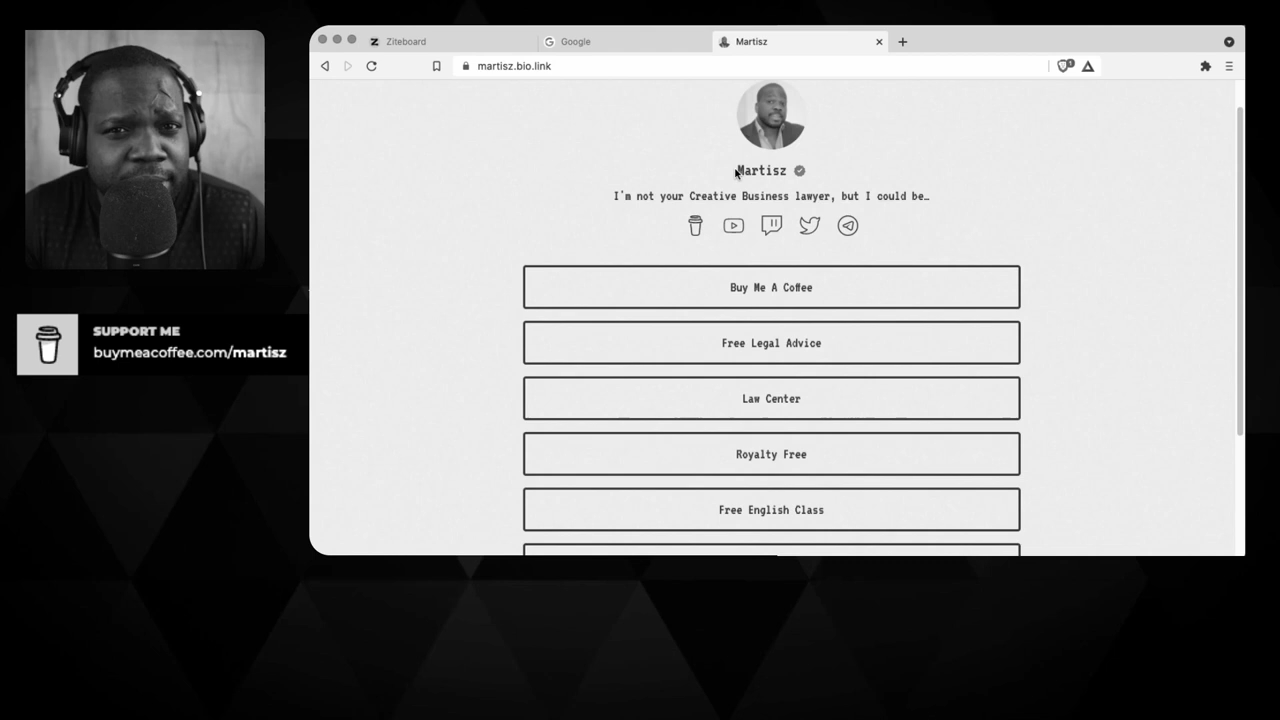 Ziteboard
Google
Martisz
martisz.bio.link
1
Martisz
I'm not your Creative Business lawyer, but I could be…
Buy Me A Coffee
Free Legal Advice
Law Center
Royalty Free
Free English Class
SUPPORT ME
buymeacoffee.com/martisz